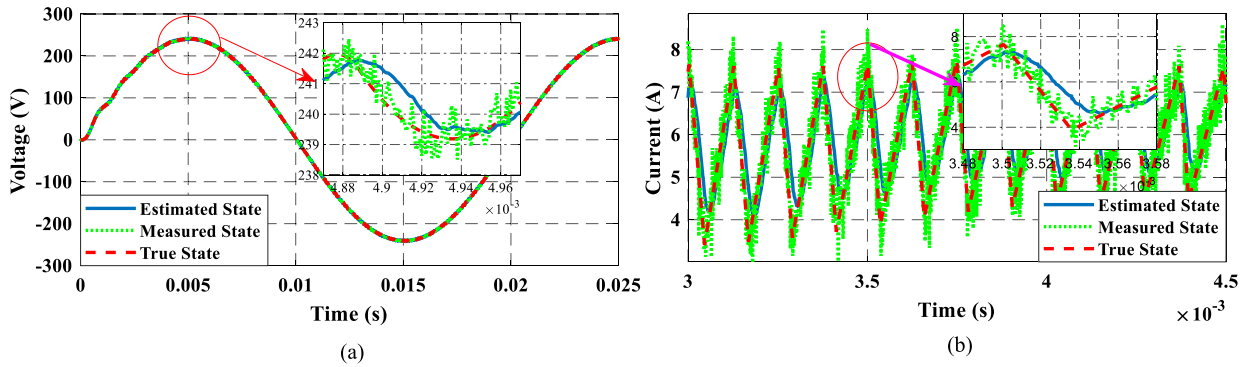 (a)
300
200
100
0
-100
-200
-300
Voltage (V)
243
242
241
240
239
238
4.88 4.9 4.92 4.94 4.96
×10⁻³
Estimated State
Measured State
True State
0 0.005 0.01 0.015 0.02 0.025
Time (s)
(a)
(b)
8
7
6
5
4
Current (A)
8
4
3.48 3.5 3.52 3.54 3.56 3.58
Estimated State
Measured State
True State
3 3.5 4 4.5
Time (s)
×10⁻³
(b)